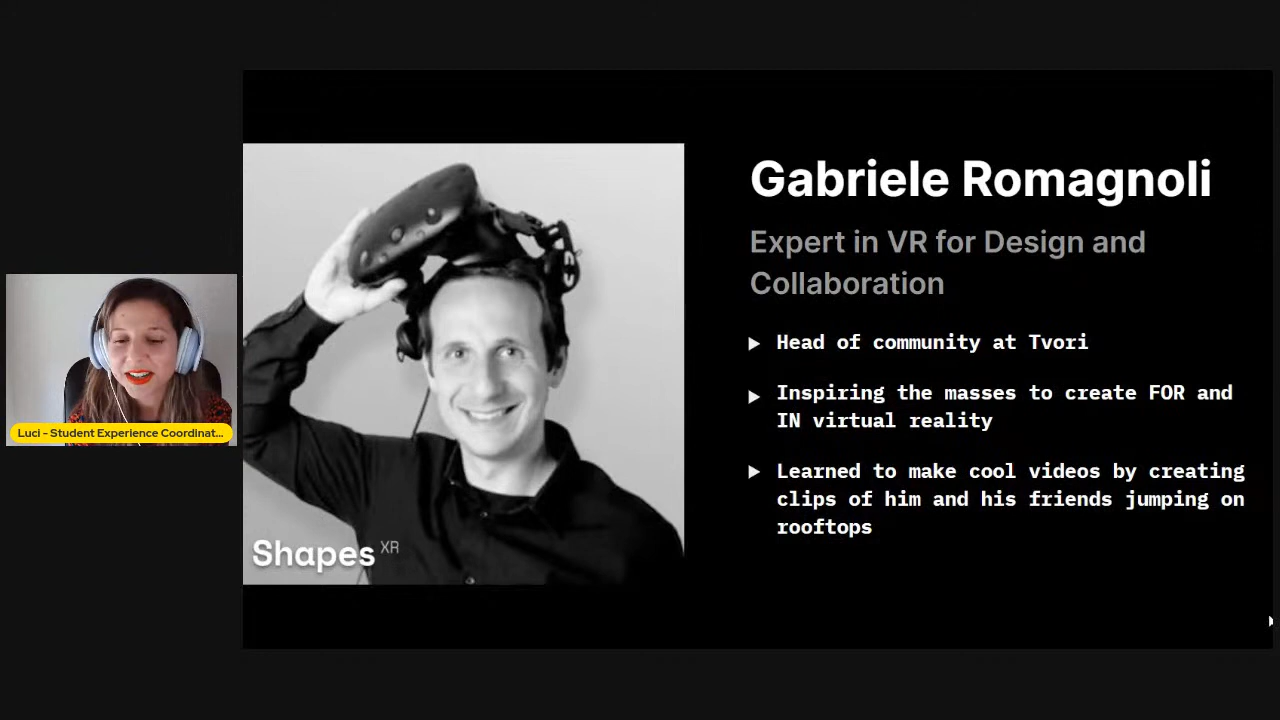 Gabriele Romagnoli
Expert in VR for Design and
Collaboration
Head of community at Tvori
Inspiring the masses to create FOR and
IN virtual reality
Learned to make cool videos by creating
clips of him and his friends jumping on
rooftops
Shapes XR
Luci - Student Experience Coordinat...